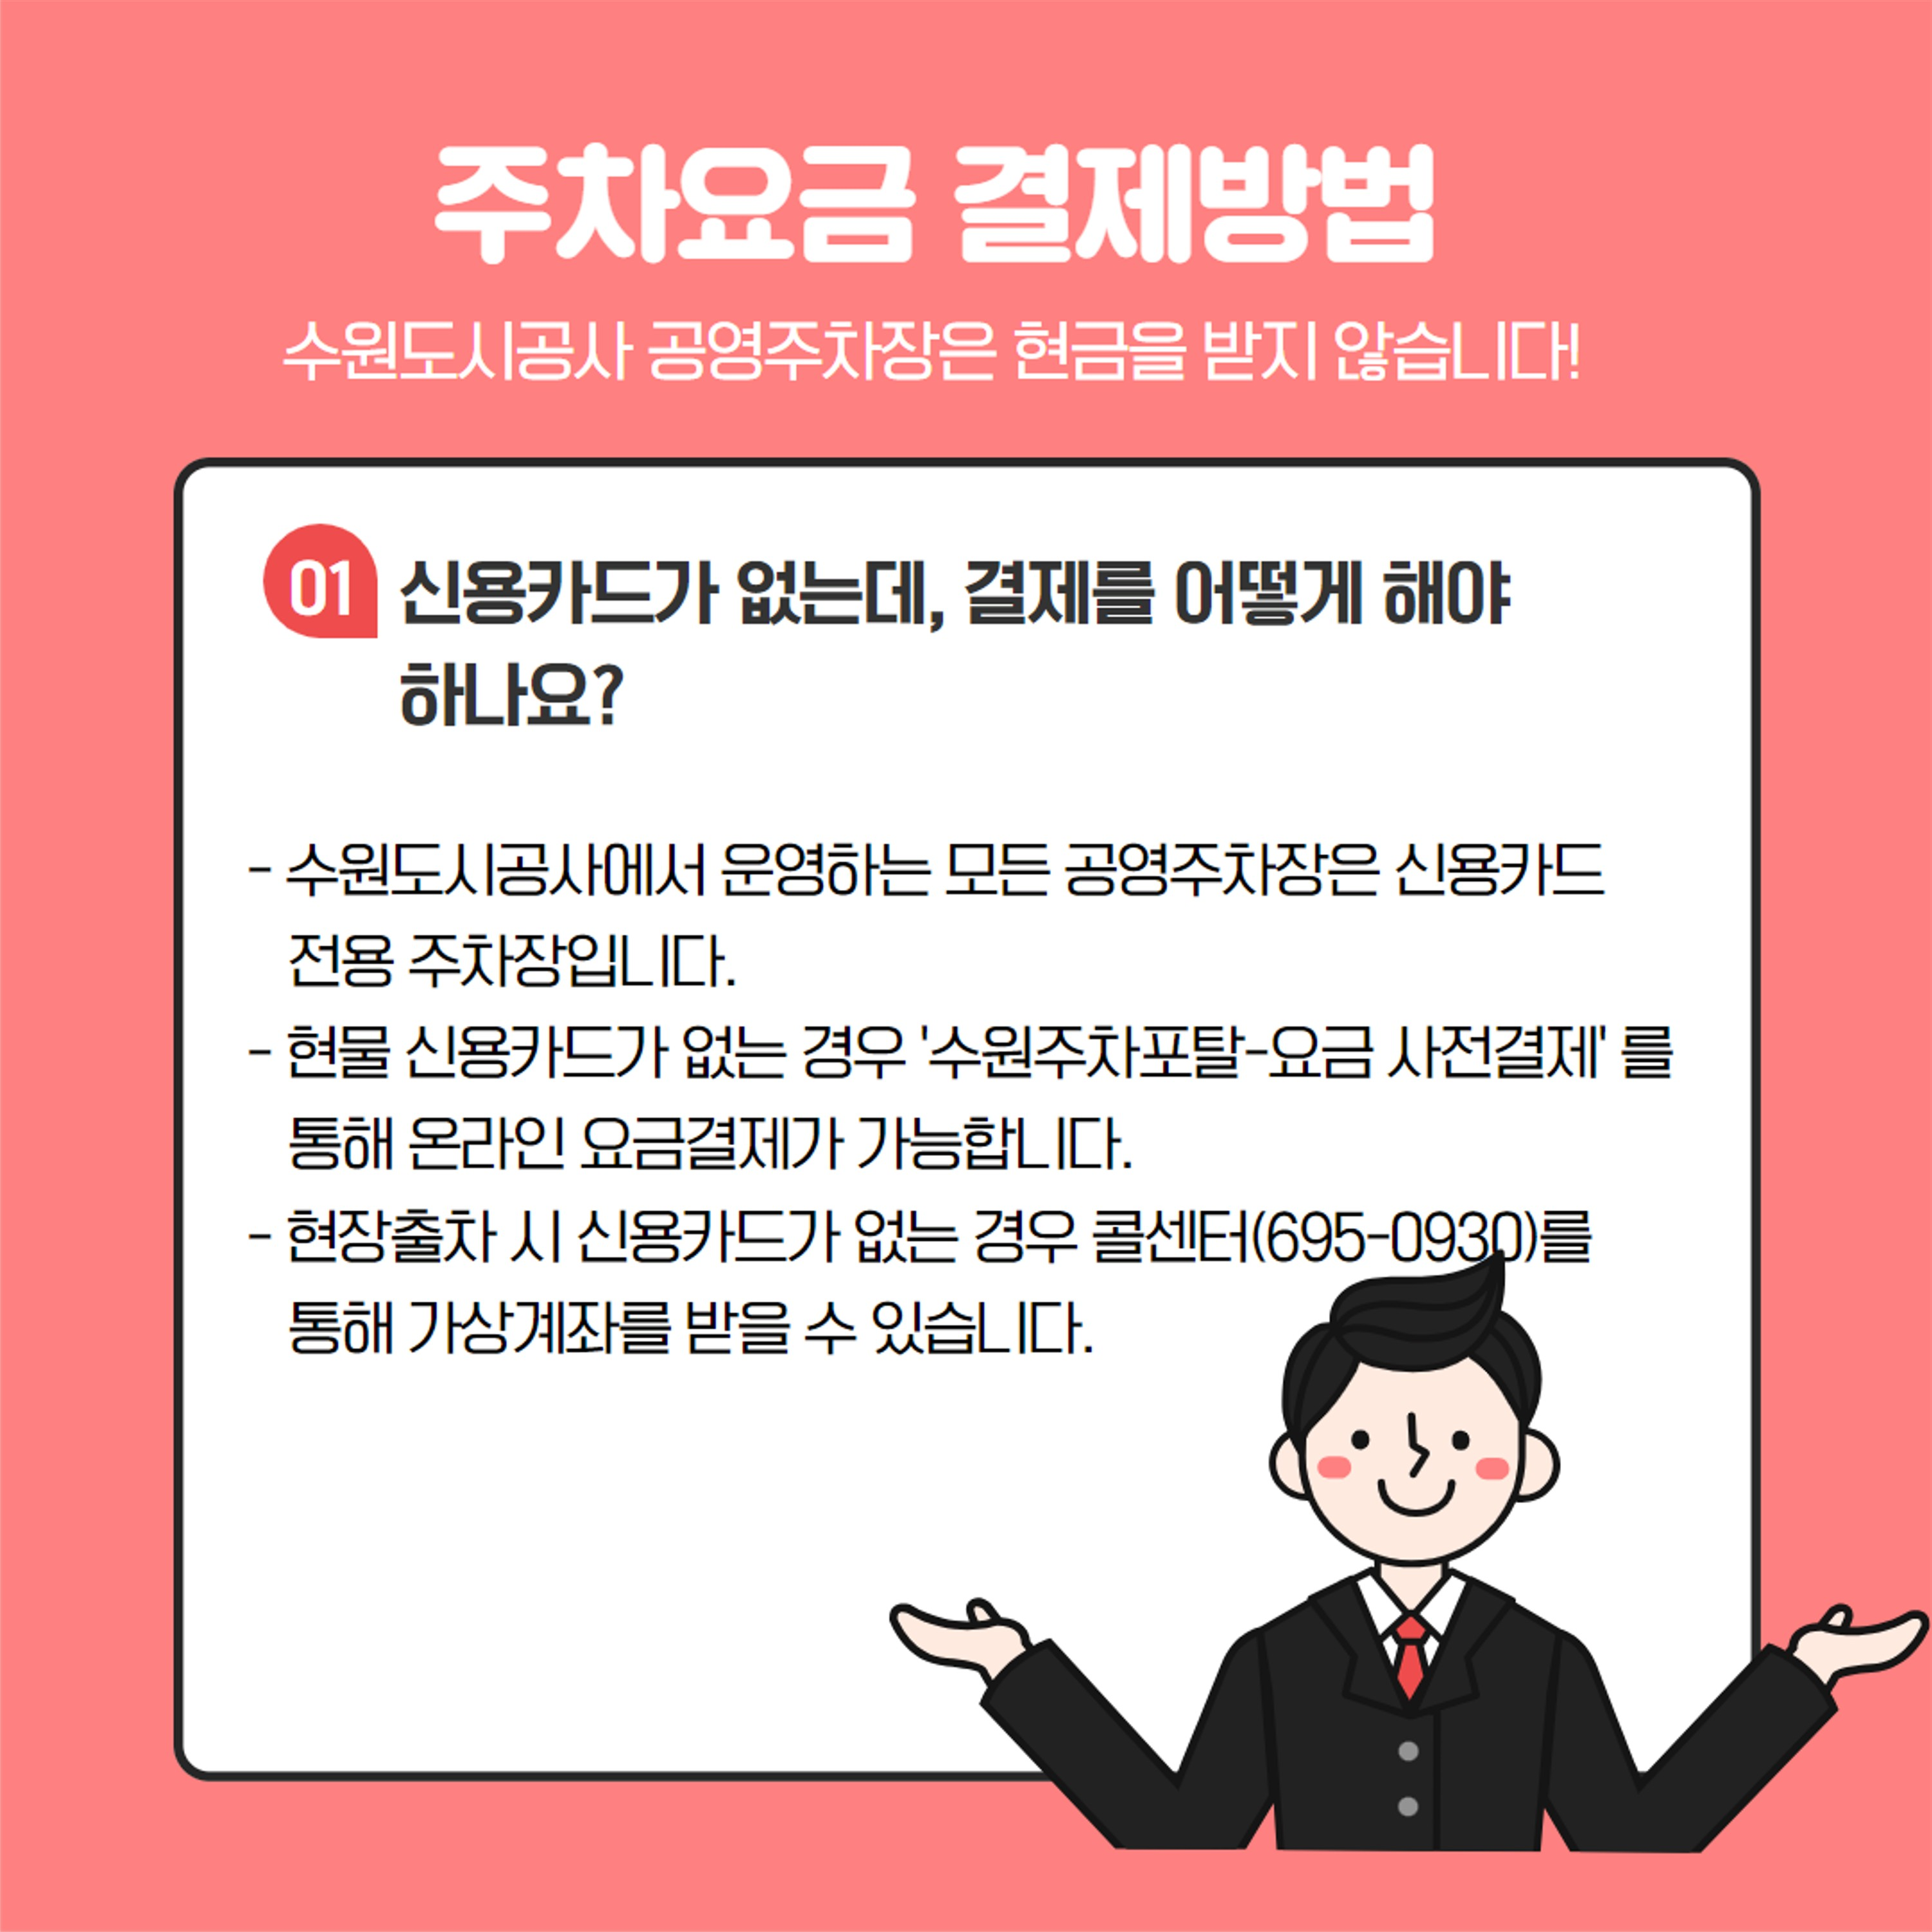 주차요금 결제방법
수원도시공사 공영주차장은 현금을 받지 않습니다!
01 신용카드가 없는데, 결제를 어떻게 해야
하나요?
- 수원도시공사에서 운영하는 모든 공영주차장은 신용카드
전용 주차장입니다.
- 현물 신용카드가 없는 경우 '수원주차포탈-요금 사전결제' 를
통해 온라인 요금결제가 가능합니다.
- 현장출차 시 신용카드가 없는 경우 콜센터(695-0930)를
통해 가상계좌를 받을 수 있습니다.